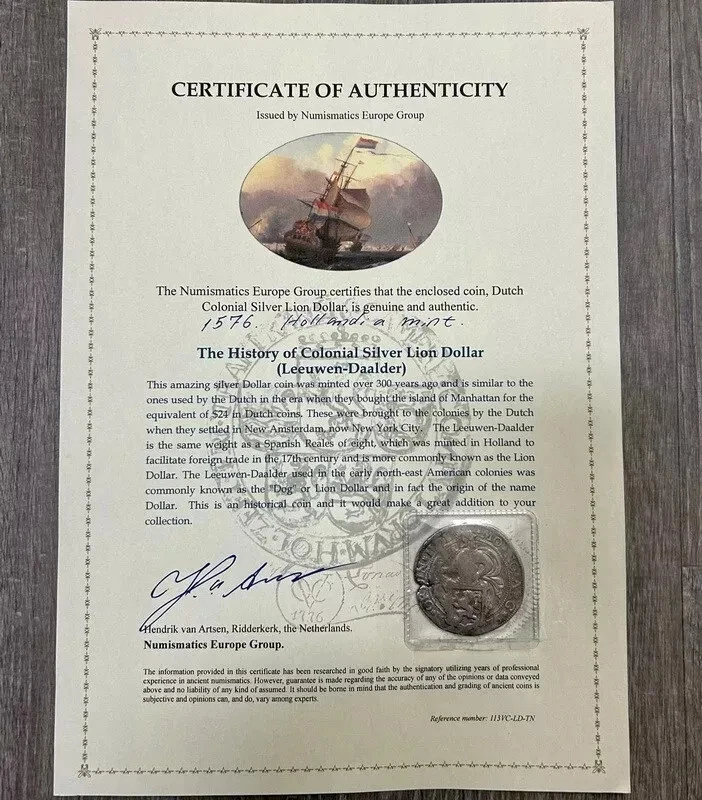 CERTIFICATE OF AUTHENTICITY
Issued by Numismatics Europe Group
The Numismatics Europe Group certifies that the enclosed coin, Dutch
Colonial Silver Lion Dollar, is genuine and authentic.
1576. Hollandia mint.
The History of Colonial Silver Lion Dollar
(Leeuwen-Daalder)
This amazing silver Dollar coin was minted over 300 years ago and is similar to the
ones used by the Dutch in the era when they bought the island of Manhattan for the
equivalent of $24 in Dutch coins. These were brought to the colonies by the Dutch
when they settled in New Amsterdam, now New York City. The Leeuwen-Daalder
is the same weight as a Spanish Reales of eight, which was minted in Holland to
facilitate foreign trade in the 17th century and is more commonly known as the Lion
Dollar. The Leeuwen-Daalder used in the early north-east American colonies was
commonly known as the "Dog" or Lion Dollar and in fact the origin of the name
Dollar. This is an historical coin and it would make a great addition to your
collection.
1776
Hendrik van Artsen, Ridderkerk, the Netherlands.
Numismatics Europe Group.
The information provided in this certificate has been researched in good faith by the signatory utilizing years of professional
experience in ancient numismatics. However, guarantee is made regarding the accuracy of any of the opinions or data conveyed
above and no liability of any kind of assumed. It should be borne in mind that the authentication and grading of ancient coins is
subjective and opinions can, and do, vary among experts.
Reference number: 113VC-LD-TN